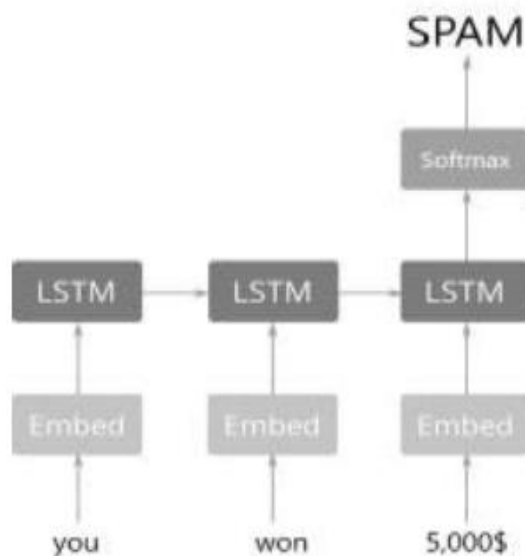 SPAM
Softmax
LSTM LSTM LSTM
Embed Embed Embed
you won 5,000$